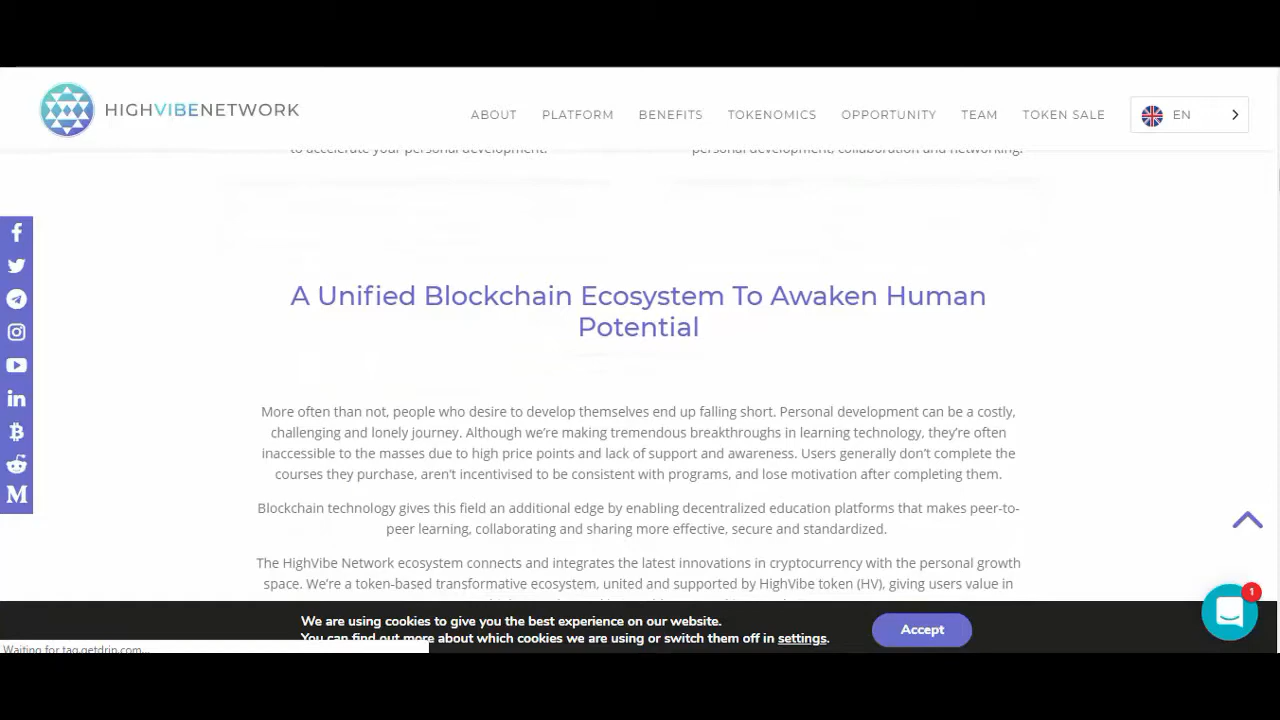 HIGHVIBENETWORK
ABOUT PLATFORM BENEFITS TOKENOMICS OPPORTUNITY TEAM TOKEN SALE EN
to accelerate your personal development.
personal development, collaboration and networking.
A Unified Blockchain Ecosystem To Awaken Human
Potential
More often than not, people who desire to develop themselves end up falling short. Personal development can be a costly,
challenging and lonely journey. Although we’re making tremendous breakthroughs in learning technology, they’re often
inaccessible to the masses due to high price points and lack of support and awareness. Users generally don’t complete the
courses they purchase, aren’t incentivised to be consistent with programs, and lose motivation after completing them.
Blockchain technology gives this field an additional edge by enabling decentralized education platforms that makes peer-to-
peer learning, collaborating and sharing more effective, secure and standardized.
The HighVibe Network ecosystem connects and integrates the latest innovations in cryptocurrency with the personal growth
space. We’re a token-based transformative ecosystem, united and supported by HighVibe token (HV), giving users value in
1
We are using cookies to give you the best experience on our website.
You can find out more about which cookies we are using or switch them off in settings.
Accept
Waiting for tag.getdrip.com...